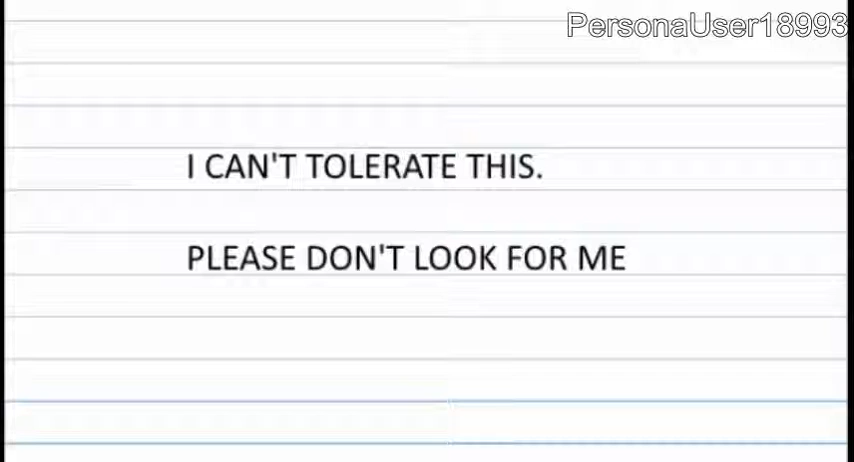 PersonaUser18993
I CAN'T TOLERATE THIS.
PLEASE DON'T LOOK FOR ME